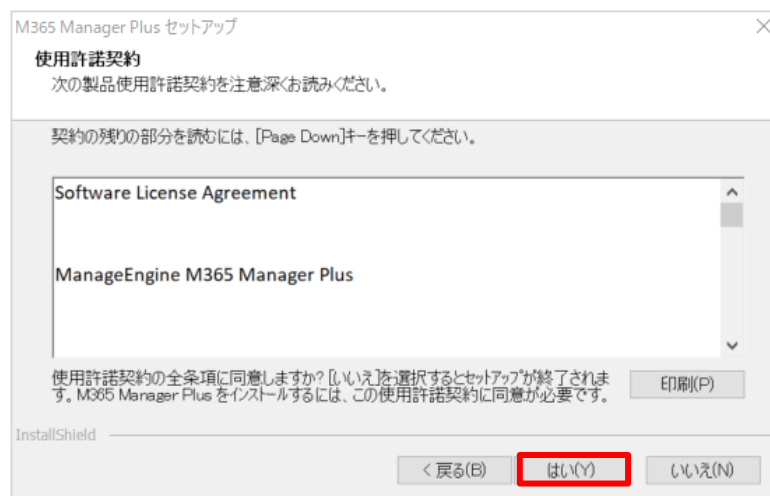 M365 Manager Plus セットアップ
使用許諾契約
次の製品使用許諾契約を注意深くお読みください。
契約の残りの部分を読むには、[Page Down]キーを押してください。
Software License Agreement
ManageEngine M365 Manager Plus
使用許諾契約の全条項に同意しますか? [いいえ]を選択するとセットアップが終了されま
す。M365 Manager Plus をインストールするには、この使用許諾契約に同意が必要です。
印刷(P)
InstallShield
< 戻る(B)
はい(Y)
いいえ(N)